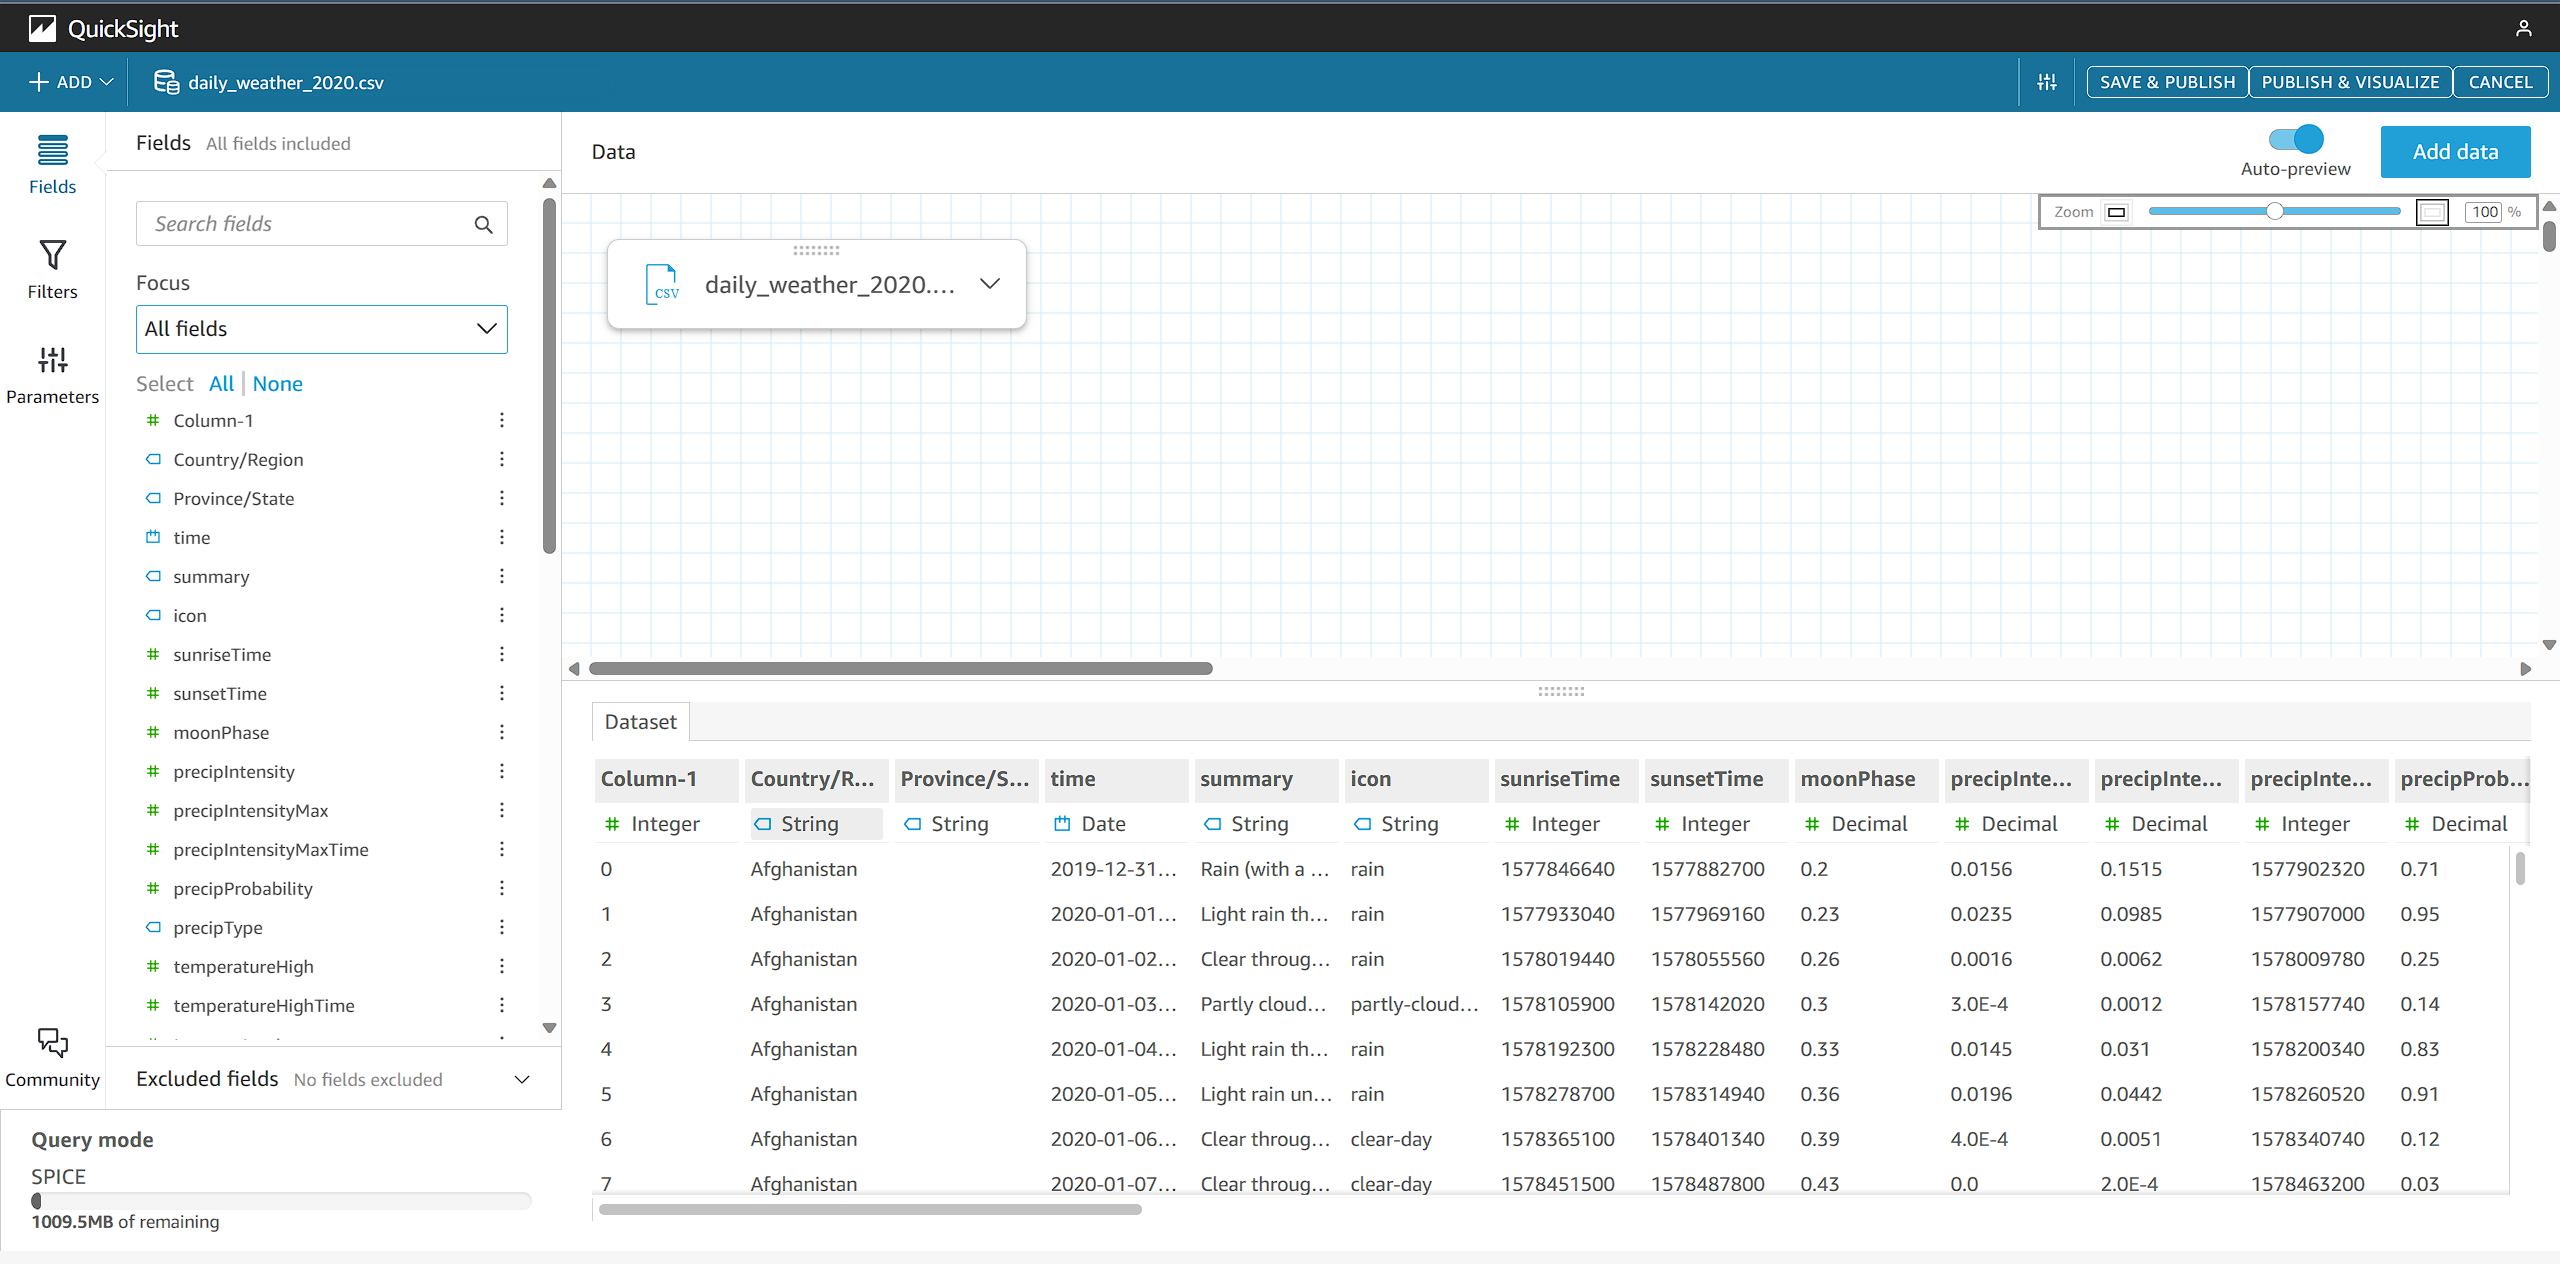 QuickSight
ADD
daily_weather_2020.csv
SAVE & PUBLISH
PUBLISH & VISUALIZE
CANCEL
Fields
Filters
Parameters
Community
Fields All fields included
Search fields
Focus
All fields
Select All | None
Column-1
Country/Region
Province/State
time
summary
icon
sunriseTime
sunsetTime
moonPhase
precipIntensity
precipIntensityMax
precipIntensityMaxTime
precipProbability
precipType
temperatureHigh
temperatureHighTime
Excluded fields No fields excluded
Query mode
SPICE
1009.5MB of remaining
Data
Auto-preview
Add data
Zoom 100 %
CSV daily_weather_2020....
Dataset
Column-1 Country/R... Province/S... time summary icon sunriseTime sunsetTime moonPhase precipInte... precipInte... precipInte... precipProb...
# Integer String String Date String String # Integer # Integer # Decimal # Decimal # Decimal # Integer # Decimal
0 Afghanistan 2019-12-31... Rain (with a ... rain 1577846640 1577882700 0.2 0.0156 0.1515 1577902320 0.71
1 Afghanistan 2020-01-01... Light rain th... rain 1577933040 1577969160 0.23 0.0235 0.0985 1577907000 0.95
2 Afghanistan 2020-01-02... Clear throug... rain 1578019440 1578055560 0.26 0.0016 0.0062 1578009780 0.25
3 Afghanistan 2020-01-03... Partly cloud... partly-cloud... 1578105900 1578142020 0.3 3.0E-4 0.0012 1578157740 0.14
4 Afghanistan 2020-01-04... Light rain th... rain 1578192300 1578228480 0.33 0.0145 0.031 1578200340 0.83
5 Afghanistan 2020-01-05... Light rain un... rain 1578278700 1578314940 0.36 0.0196 0.0442 1578260520 0.91
6 Afghanistan 2020-01-06... Clear throug... clear-day 1578365100 1578401340 0.39 4.0E-4 0.0051 1578340740 0.12
7 Afghanistan 2020-01-07... Clear throug... clear-day 1578451500 1578487800 0.43 0.0 2.0E-4 1578463200 0.03